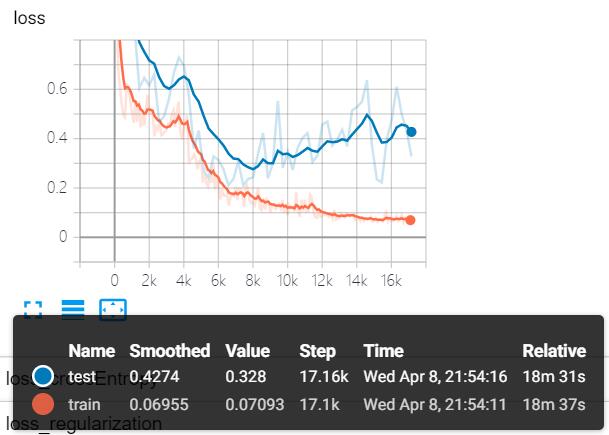 loss
0.6
0.4
0.2
0
0 2k 4k 6k 8k 10k 12k 14k 16k
Name Smoothed Value Step Time Relative
test 0.4274 0.328 17.16k Wed Apr 8, 21:54:16 18m 31s
loss_crossEntropy
train 0.06955 0.07093 17.1k Wed Apr 8, 21:54:11 18m 37s
loss_regularization